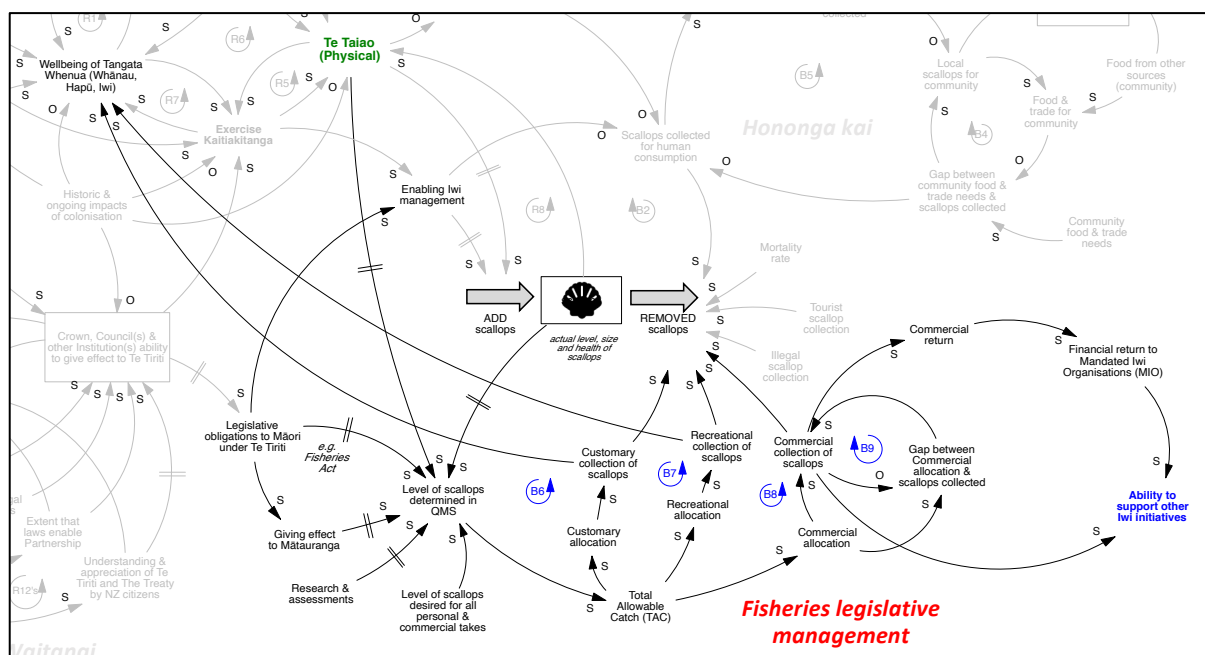 R1
collected
S
S
S
R6
Te Taiao
(Physical)
O
S
O
S
Wellbeing of Tangata
Whenua (Whānau,
Hapū, Iwi)
R7
R5
S
S
O
S
S
S
S
S
O
Exercise
Kaitiakitanga
S
S
O
S
Historic &
ongoing impacts
of colonisation
S
Enabling Iwi
management
S
R8
B2
O
O
Scallops collected
for human
consumption
O
B5
Hononga kai
Local
scallops for
community
S
S
Food &
trade for
community
S
Food from other
sources
(community)
B4
O
S
Gap between
community food &
trade needs &
scallops collected
S
Community
food & trade
needs
Mortality
rate
Tourist
scallop
collection
Illegal
scallop
collection
S
S
S
ADD
scallops
actual level, size
and health of
scallops
REMOVED
scallops
S
S
S
S
S
S
S
S
O
Crown, Council(s) &
other Institution(s) ability
to give effect to Te Tiriti
S
S
S
S
S
Legislative
obligations to Māori
under Te Tiriti
S
e.g.
Fisheries
Act
S
S
S
S
Level of scallops
determined in
QMS
S
S
S
S
Giving effect
to Mātauranga
S
Research &
assessments
Level of scallops
desired for all
personal &
commercial takes
Extent that
laws enable
Partnership
Understanding &
appreciation of Te
Tiriti and The Treaty
by NZ citizens
R12's
S
Customary
collection of
scallops
B6
S
Customary
allocation
S
Recreational
collection of
scallops
B7
S
Recreational
allocation
S
Total
Allowable
Catch (TAC)
S
Commercial
collection of
scallops
B8
B9
S
S
O
Commercial
allocation
S
S
Gap between
Commercial
allocation &
scallops collected
Commercial
return
S
Financial return to
Mandated Iwi
Organisations (MIO)
S
S
Ability to
support other
Iwi initiatives
S
Fisheries legislative
management
Waitangi